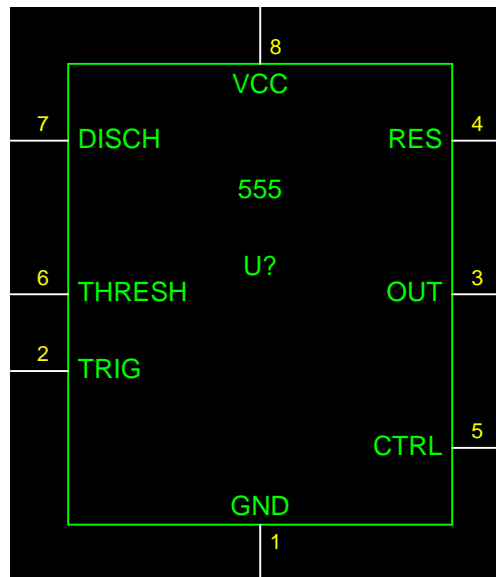 8
VCC
7
DISCH
RES
4
555
U?
6
THRESH
OUT
3
2
TRIG
CTRL
5
GND
1